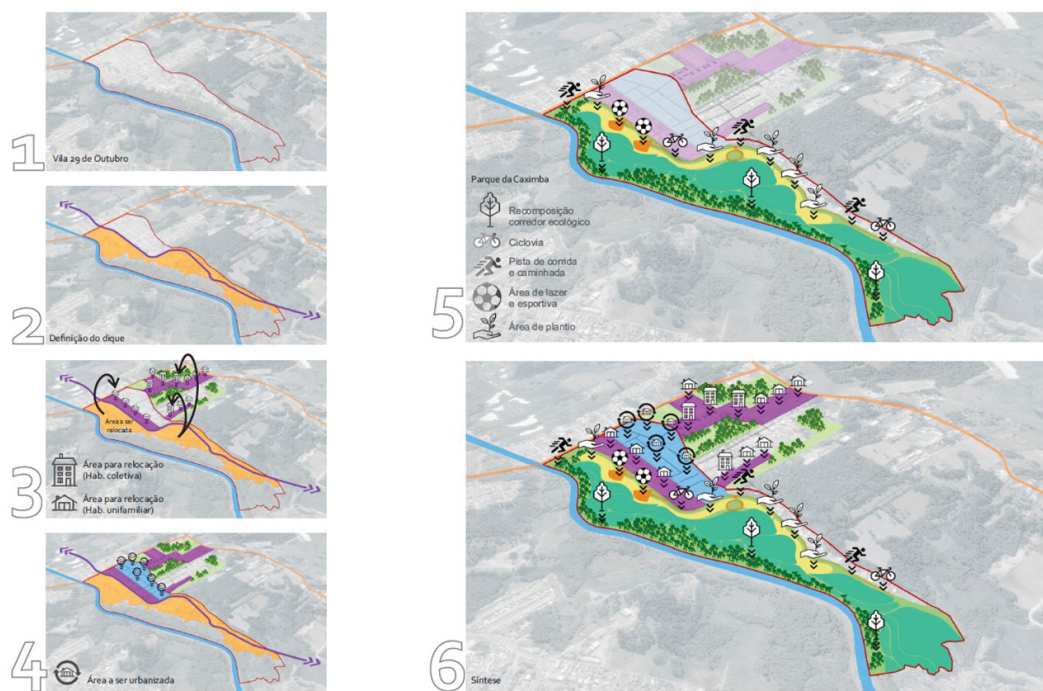 1
Vila 29 de Outubro
2
Definição do dique
3
Área a ser
relocada
Área para relocação
(Hab. coletiva)
Área para relocação
(Hab. unifamiliar)
4
Área a ser urbanizada
5
Parque da Caximba
Recomposição
corredor ecológico
Ciclovia
Pista de corrida
e caminhada
Área de lazer
e esportiva
Área de plantio
6
Síntese